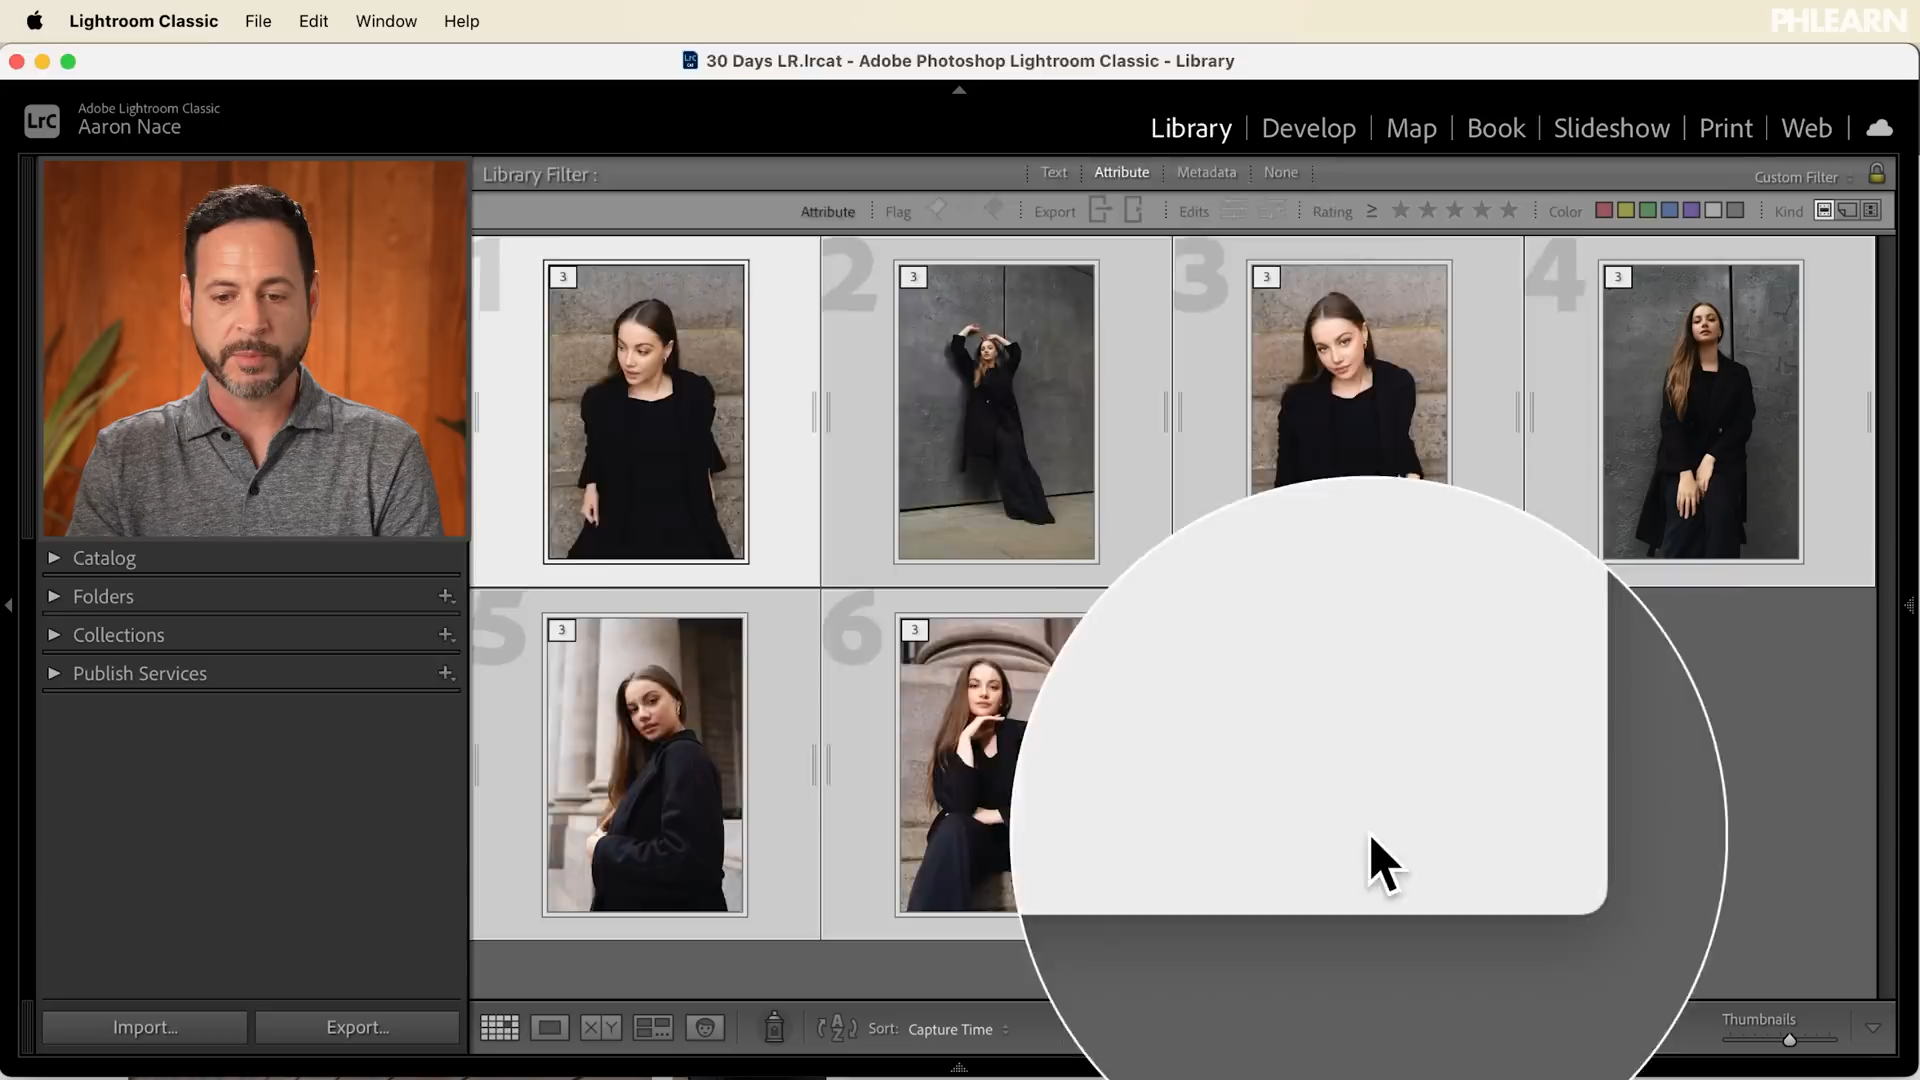 Lightroom Classic File Edit Window Help
PHLEARN
LrC 30 Days LR.lrcat - Adobe Photoshop Lightroom Classic - Library
LrC
Adobe Lightroom Classic
Aaron Nace
Library | Develop | Map | Book | Slideshow | Print | Web
Library Filter :
Text Attribute Metadata None
Custom Filter
Attribute Flag Export Edits Rating ≥ Color Kind
1 2 3 4
3 3 3 3
5 6
3 3
Catalog
Folders
Collections
Publish Services
Import... Export...
X Y
A Z
Sort: Capture Time
Thumbnails